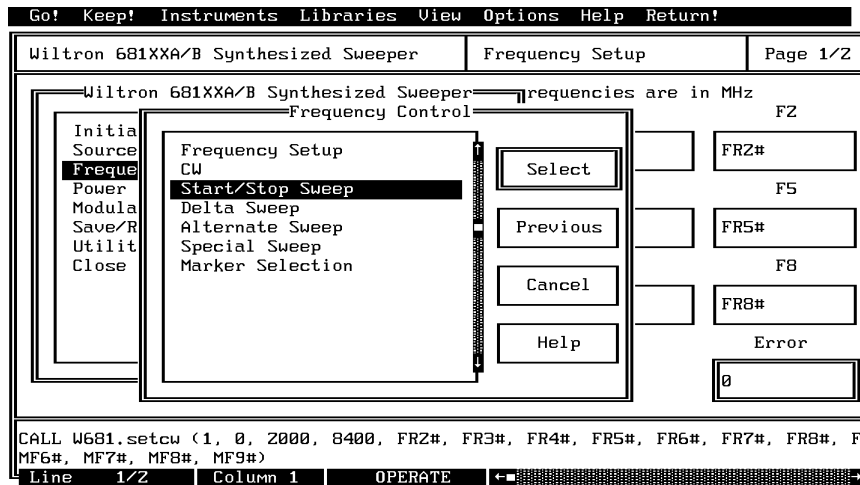 Go! Keep! Instruments Libraries View Options Help Return!
Wiltron 681XXA/B Synthesized Sweeper Frequency Setup Page 1/2
Wiltron 681XXA/B Synthesized Sweeper requencies are in MHz
Frequency Control F2
Initia
Source Frequency Setup FR2#
Freque CW Select
Power Start/Stop Sweep F5
Modula Delta Sweep
Save/R Alternate Sweep Previous FR5#
Utilit Special Sweep
Close Marker Selection F8
Cancel
FR8#
Help Error
0
CALL W681.setcw (1, 0, 2000, 8400, FR2#, FR3#, FR4#, FR5#, FR6#, FR7#, FR8#, F
MF6#, MF7#, MF8#, MF9#)
Line 1/2 Column 1 OPERATE